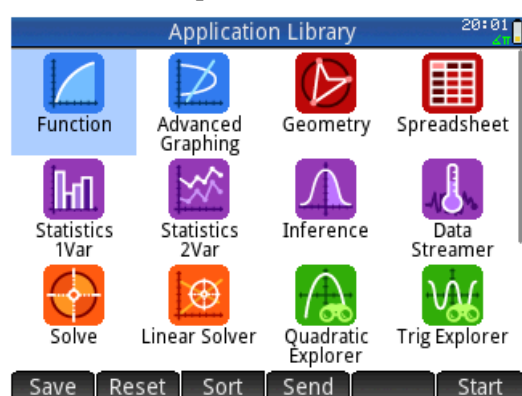 Application Library
20:01
∡π
Function
Advanced
Graphing
Geometry
Spreadsheet
Statistics
1Var
Statistics
2Var
Inference
Data
Streamer
Solve
Linear Solver
Quadratic
Explorer
Trig Explorer
Save Reset Sort Send Start